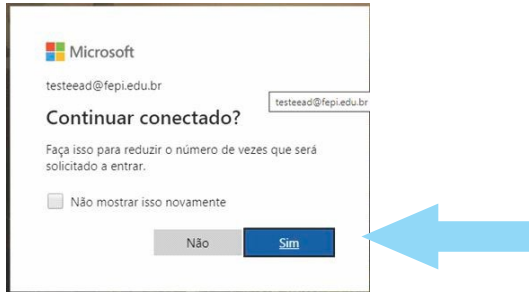 Microsoft
testeead@fepi.edu.br
testeead@fepi.edu.br
Continuar conectado?
Faça isso para reduzir o número de vezes que será
solicitado a entrar.
Não mostrar isso novamente
Não Sim